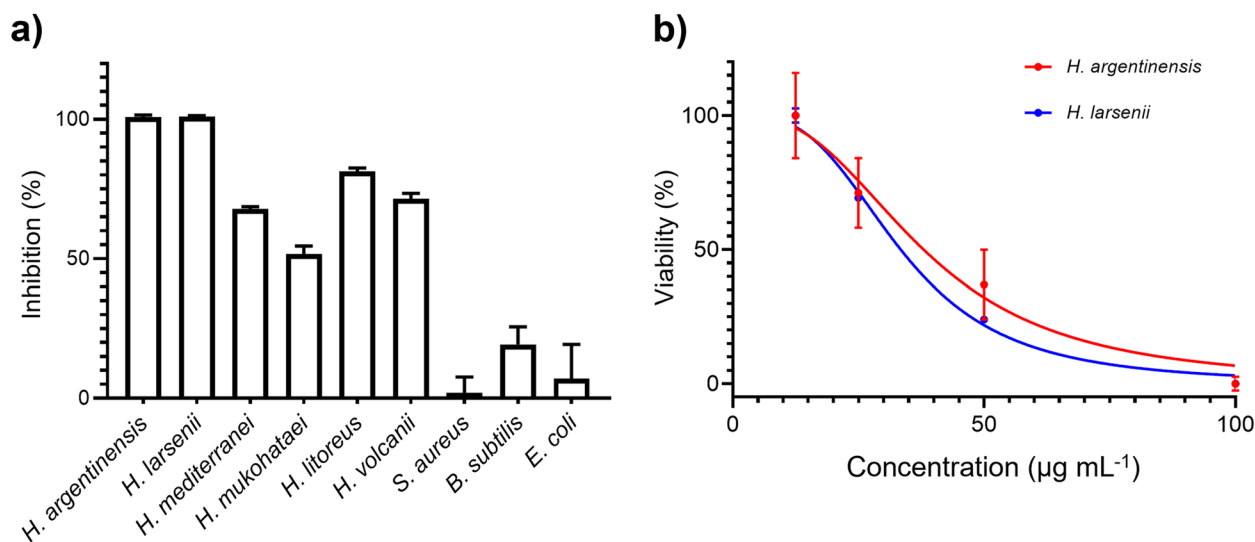 a)
Inhibition (%)
100
50
0
H. argentinensis
H. larsenii
H. mediterranei
H. mukohataei
H. litoreus
H. volcanii
S. aureus
B. subtilis
E. coli
b)
H. argentinensis
H. larsenii
Viability (%)
100
50
0
0
50
100
Concentration (µg mL⁻¹)